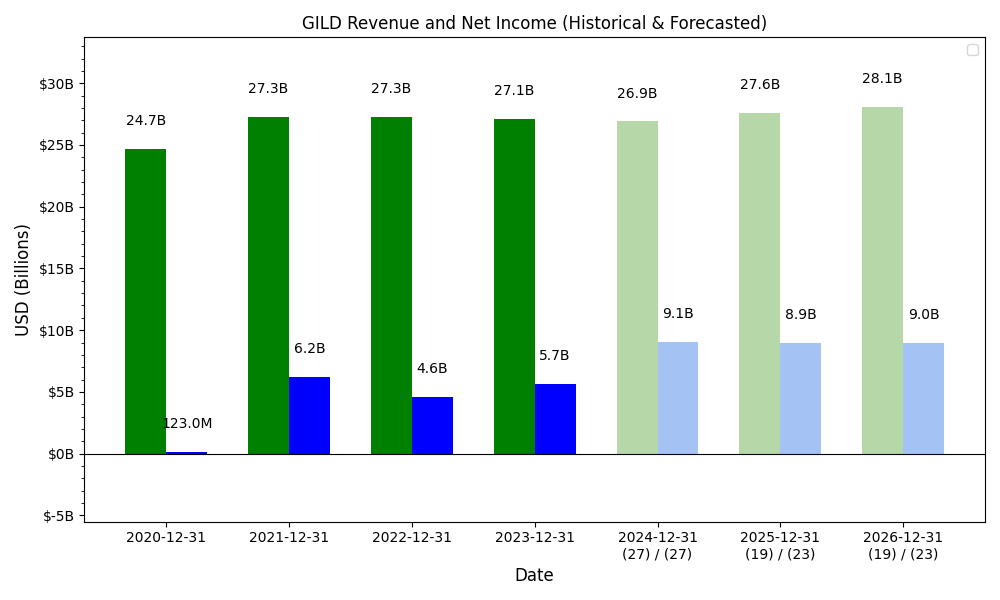 GILD Revenue and Net Income (Historical & Forecasted)
$30B
$25B
$20B
$15B
$10B
$5B
$0B
$-5B
USD (Billions)
24.7B
123.0M
27.3B
6.2B
27.3B
4.6B
27.1B
5.7B
26.9B
9.1B
27.6B
8.9B
28.1B
9.0B
2020-12-31
2021-12-31
2022-12-31
2023-12-31
2024-12-31
(27) / (27)
2025-12-31
(19) / (23)
2026-12-31
(19) / (23)
Date